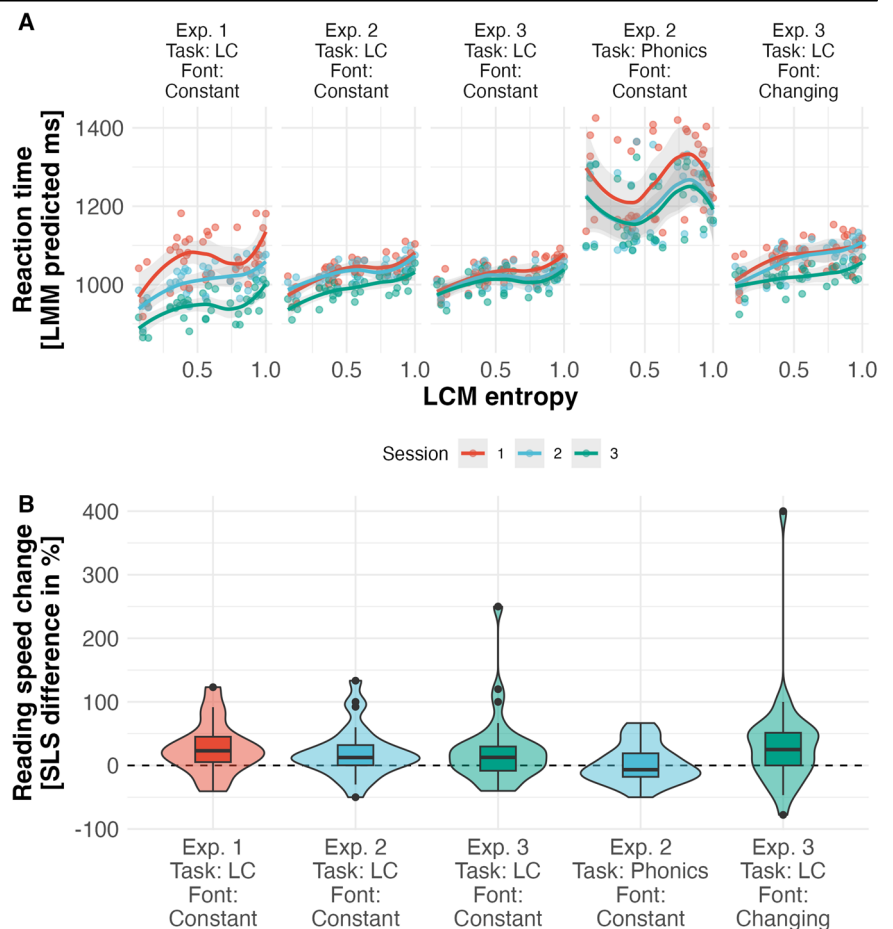 A
Exp. 1 Exp. 2 Exp. 3 Exp. 2 Exp. 3
Task: LC Task: LC Task: LC Task: Phonics Task: LC
Font: Font: Font: Font: Font:
Constant Constant Constant Constant Changing
Reaction time
[LMM predicted ms]
1400
1200
1000
0.5 1.0 0.5 1.0 0.5 1.0 0.5 1.0 0.5 1.0
LCM entropy
Session 1 2 3
B
Reading speed change
[SLS difference in %]
400
300
200
100
0
-100
Exp. 1 Exp. 2 Exp. 3 Exp. 2 Exp. 3
Task: LC Task: LC Task: LC Task: Phonics Task: LC
Font: Font: Font: Font: Font:
Constant Constant Constant Constant Changing